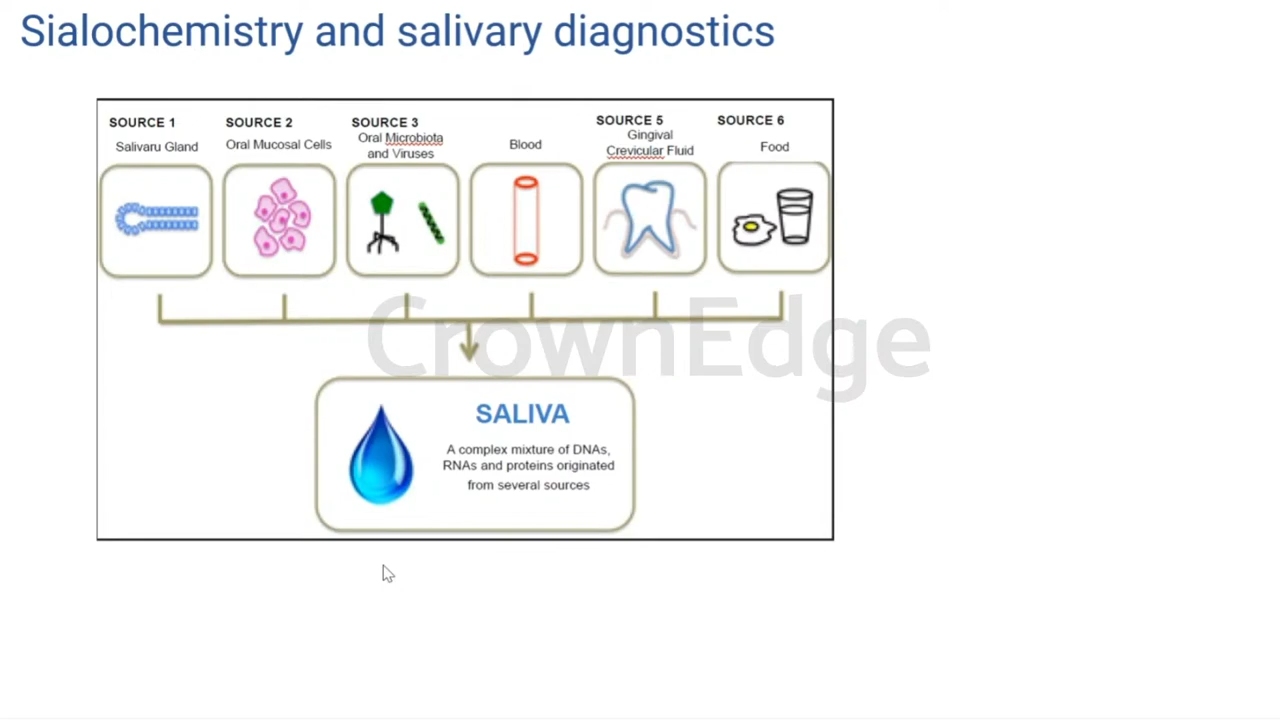 Sialochemistry and salivary diagnostics
SOURCE 1
Salivaru Gland
SOURCE 2
Oral Mucosal Cells
SOURCE 3
Oral Microbiota
and Viruses
Blood
SOURCE 5
Gingival
Crevicular Fluid
SOURCE 6
Food
CrownEdge
SALIVA
A complex mixture of DNAs,
RNAs and proteins originated
from several sources